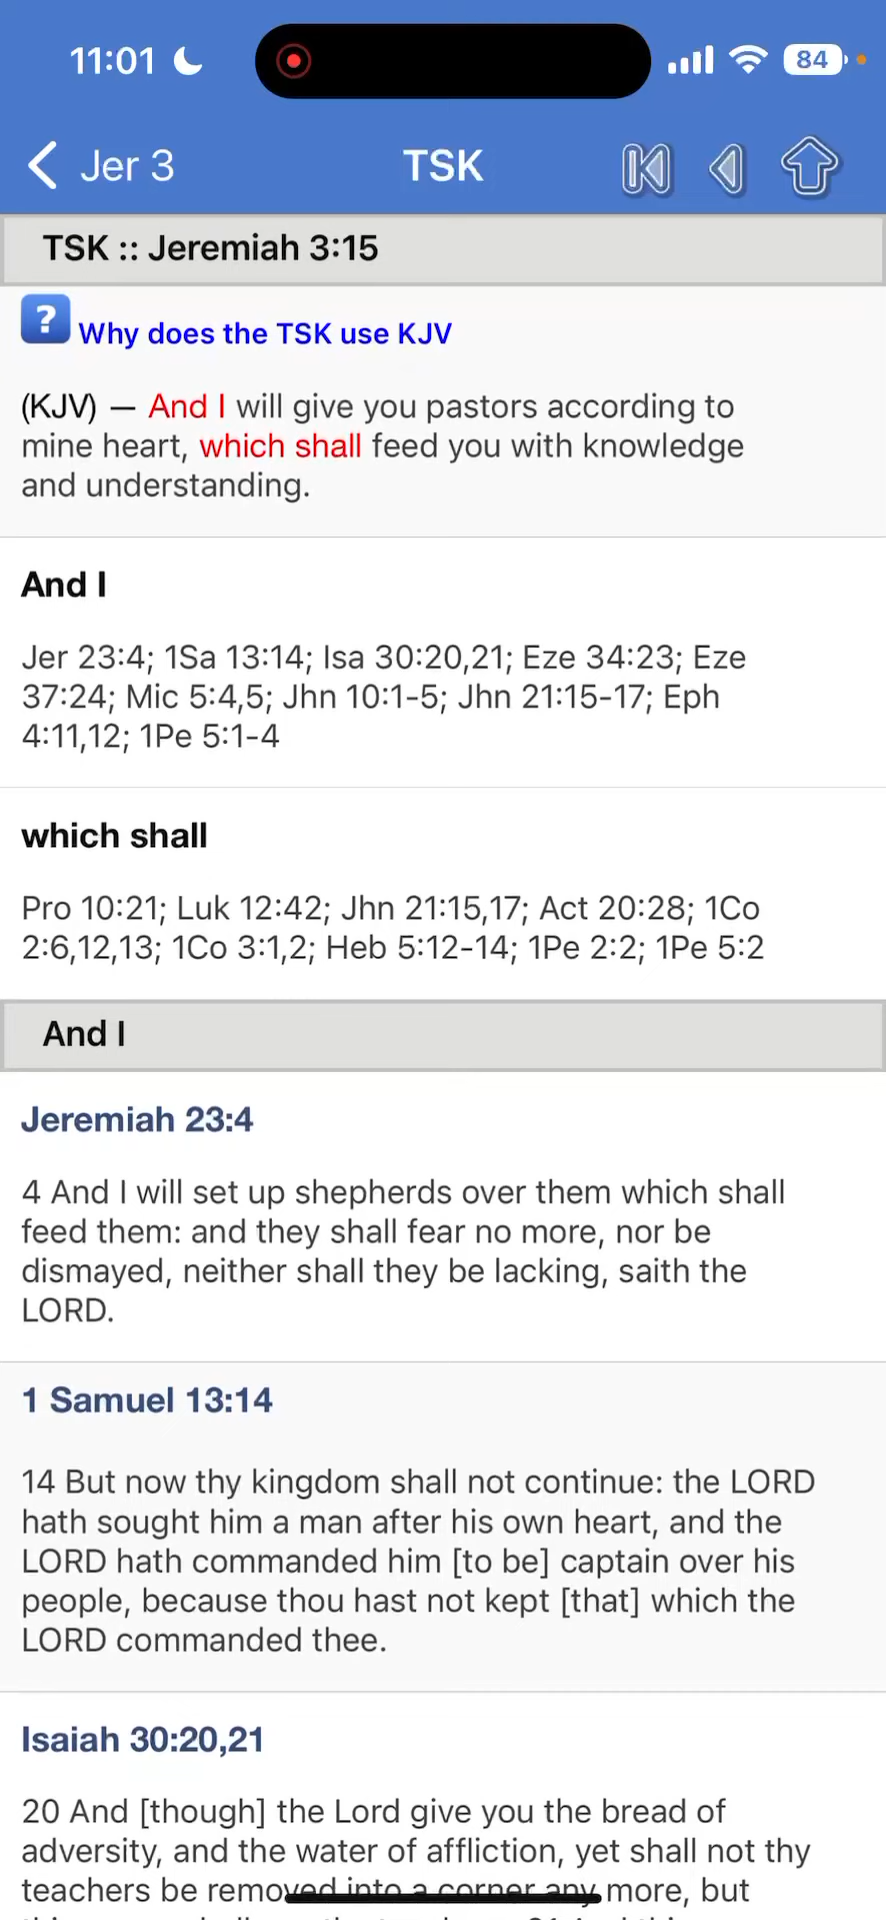 11:01
84
Jer 3
TSK
TSK :: Jeremiah 3:15
? Why does the TSK use KJV
(KJV) — And I will give you pastors according to
mine heart, which shall feed you with knowledge
and understanding.
And I
Jer 23:4; 1Sa 13:14; Isa 30:20,21; Eze 34:23; Eze
37:24; Mic 5:4,5; Jhn 10:1-5; Jhn 21:15-17; Eph
4:11,12; 1Pe 5:1-4
which shall
Pro 10:21; Luk 12:42; Jhn 21:15,17; Act 20:28; 1Co
2:6,12,13; 1Co 3:1,2; Heb 5:12-14; 1Pe 2:2; 1Pe 5:2
And I
Jeremiah 23:4
4 And I will set up shepherds over them which shall
feed them: and they shall fear no more, nor be
dismayed, neither shall they be lacking, saith the
LORD.
1 Samuel 13:14
14 But now thy kingdom shall not continue: the LORD
hath sought him a man after his own heart, and the
LORD hath commanded him [to be] captain over his
people, because thou hast not kept [that] which the
LORD commanded thee.
Isaiah 30:20,21
20 And [though] the Lord give you the bread of
adversity, and the water of affliction, yet shall not thy
teachers be removed into a corner any more, but